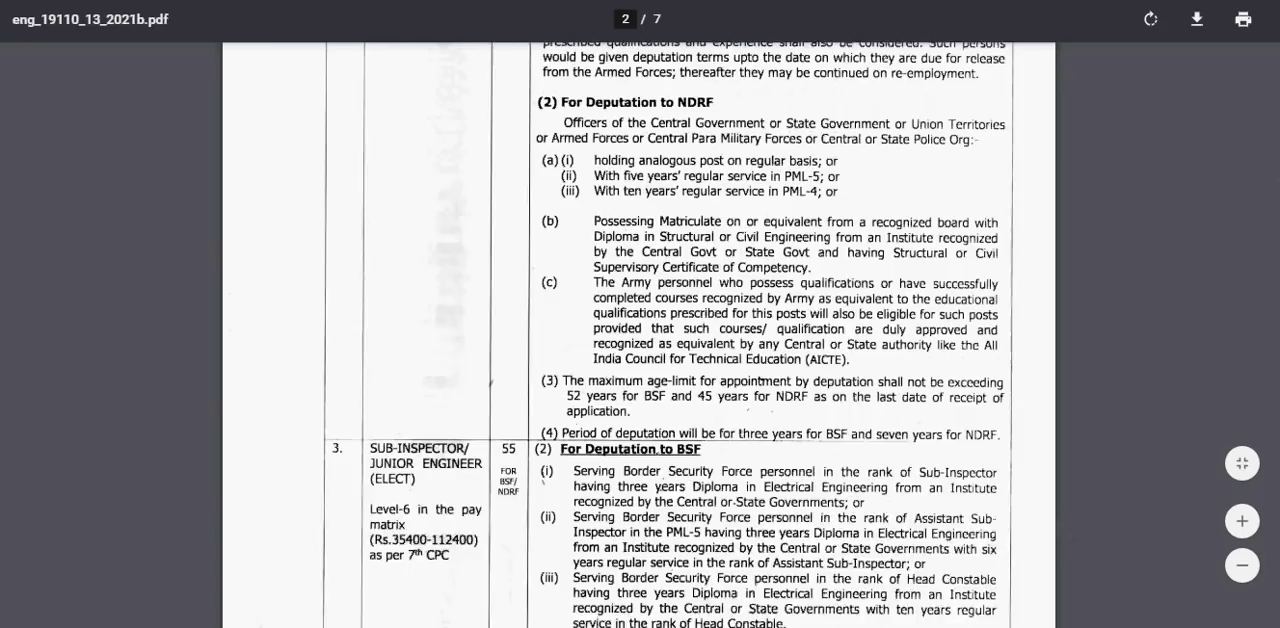 eng_19110_13_2021b.pdf
2 / 7
prescribed qualifications and experience shall also be considered. Such persons
would be given deputation terms upto the date on which they are due for release
from the Armed Forces; thereafter they may be continued on re-employment.
(2) For Deputation to NDRF
Officers of the Central Government or State Government or Union Territories
or Armed Forces or Central Para Military Forces or Central or State Police Org:-
(a) (i) holding analogous post on regular basis; or
(ii) With five years' regular service in PML-5; or
(iii) With ten years' regular service in PML-4; or
(b) Possessing Matriculate on or equivalent from a recognized board with
Diploma in Structural or Civil Engineering from an Institute recognized
by the Central Govt or State Govt and having Structural or Civil
Supervisory Certificate of Competency.
(c) The Army personnel who possess qualifications or have successfully
completed courses recognized by Army as equivalent to the educational
qualifications prescribed for this posts will also be eligible for such posts
provided that such courses/ qualification are duly approved and
recognized as equivalent by any Central or State authority like the All
India Council for Technical Education (AICTE).
(3) The maximum age-limit for appointment by deputation shall not be exceeding
52 years for BSF and 45 years for NDRF as on the last date of receipt of
application.
(4) Period of deputation will be for three years for BSF and seven years for NDRF.
3.
SUB-INSPECTOR/
JUNIOR ENGINEER
(ELECT)
Level-6 in the pay
matrix
(Rs.35400-112400)
as per 7th CPC
55
FOR
BSF/
NDRF
(2) For Deputation to BSF
(i) Serving Border Security Force personnel in the rank of Sub-Inspector
having three years Diploma in Electrical Engineering from an Institute
recognized by the Central or State Governments; or
(ii) Serving Border Security Force personnel in the rank of Assistant Sub-
Inspector in the PML-5 having three years Diploma in Electrical Engineering
from an Institute recognized by the Central or State Governments with six
years regular service in the rank of Assistant Sub-Inspector; or
(iii) Serving Border Security Force personnel in the rank of Head Constable
having three years Diploma in Electrical Engineering from an Institute
recognized by the Central or State Governments with ten years regular
service in the rank of Head Constable.